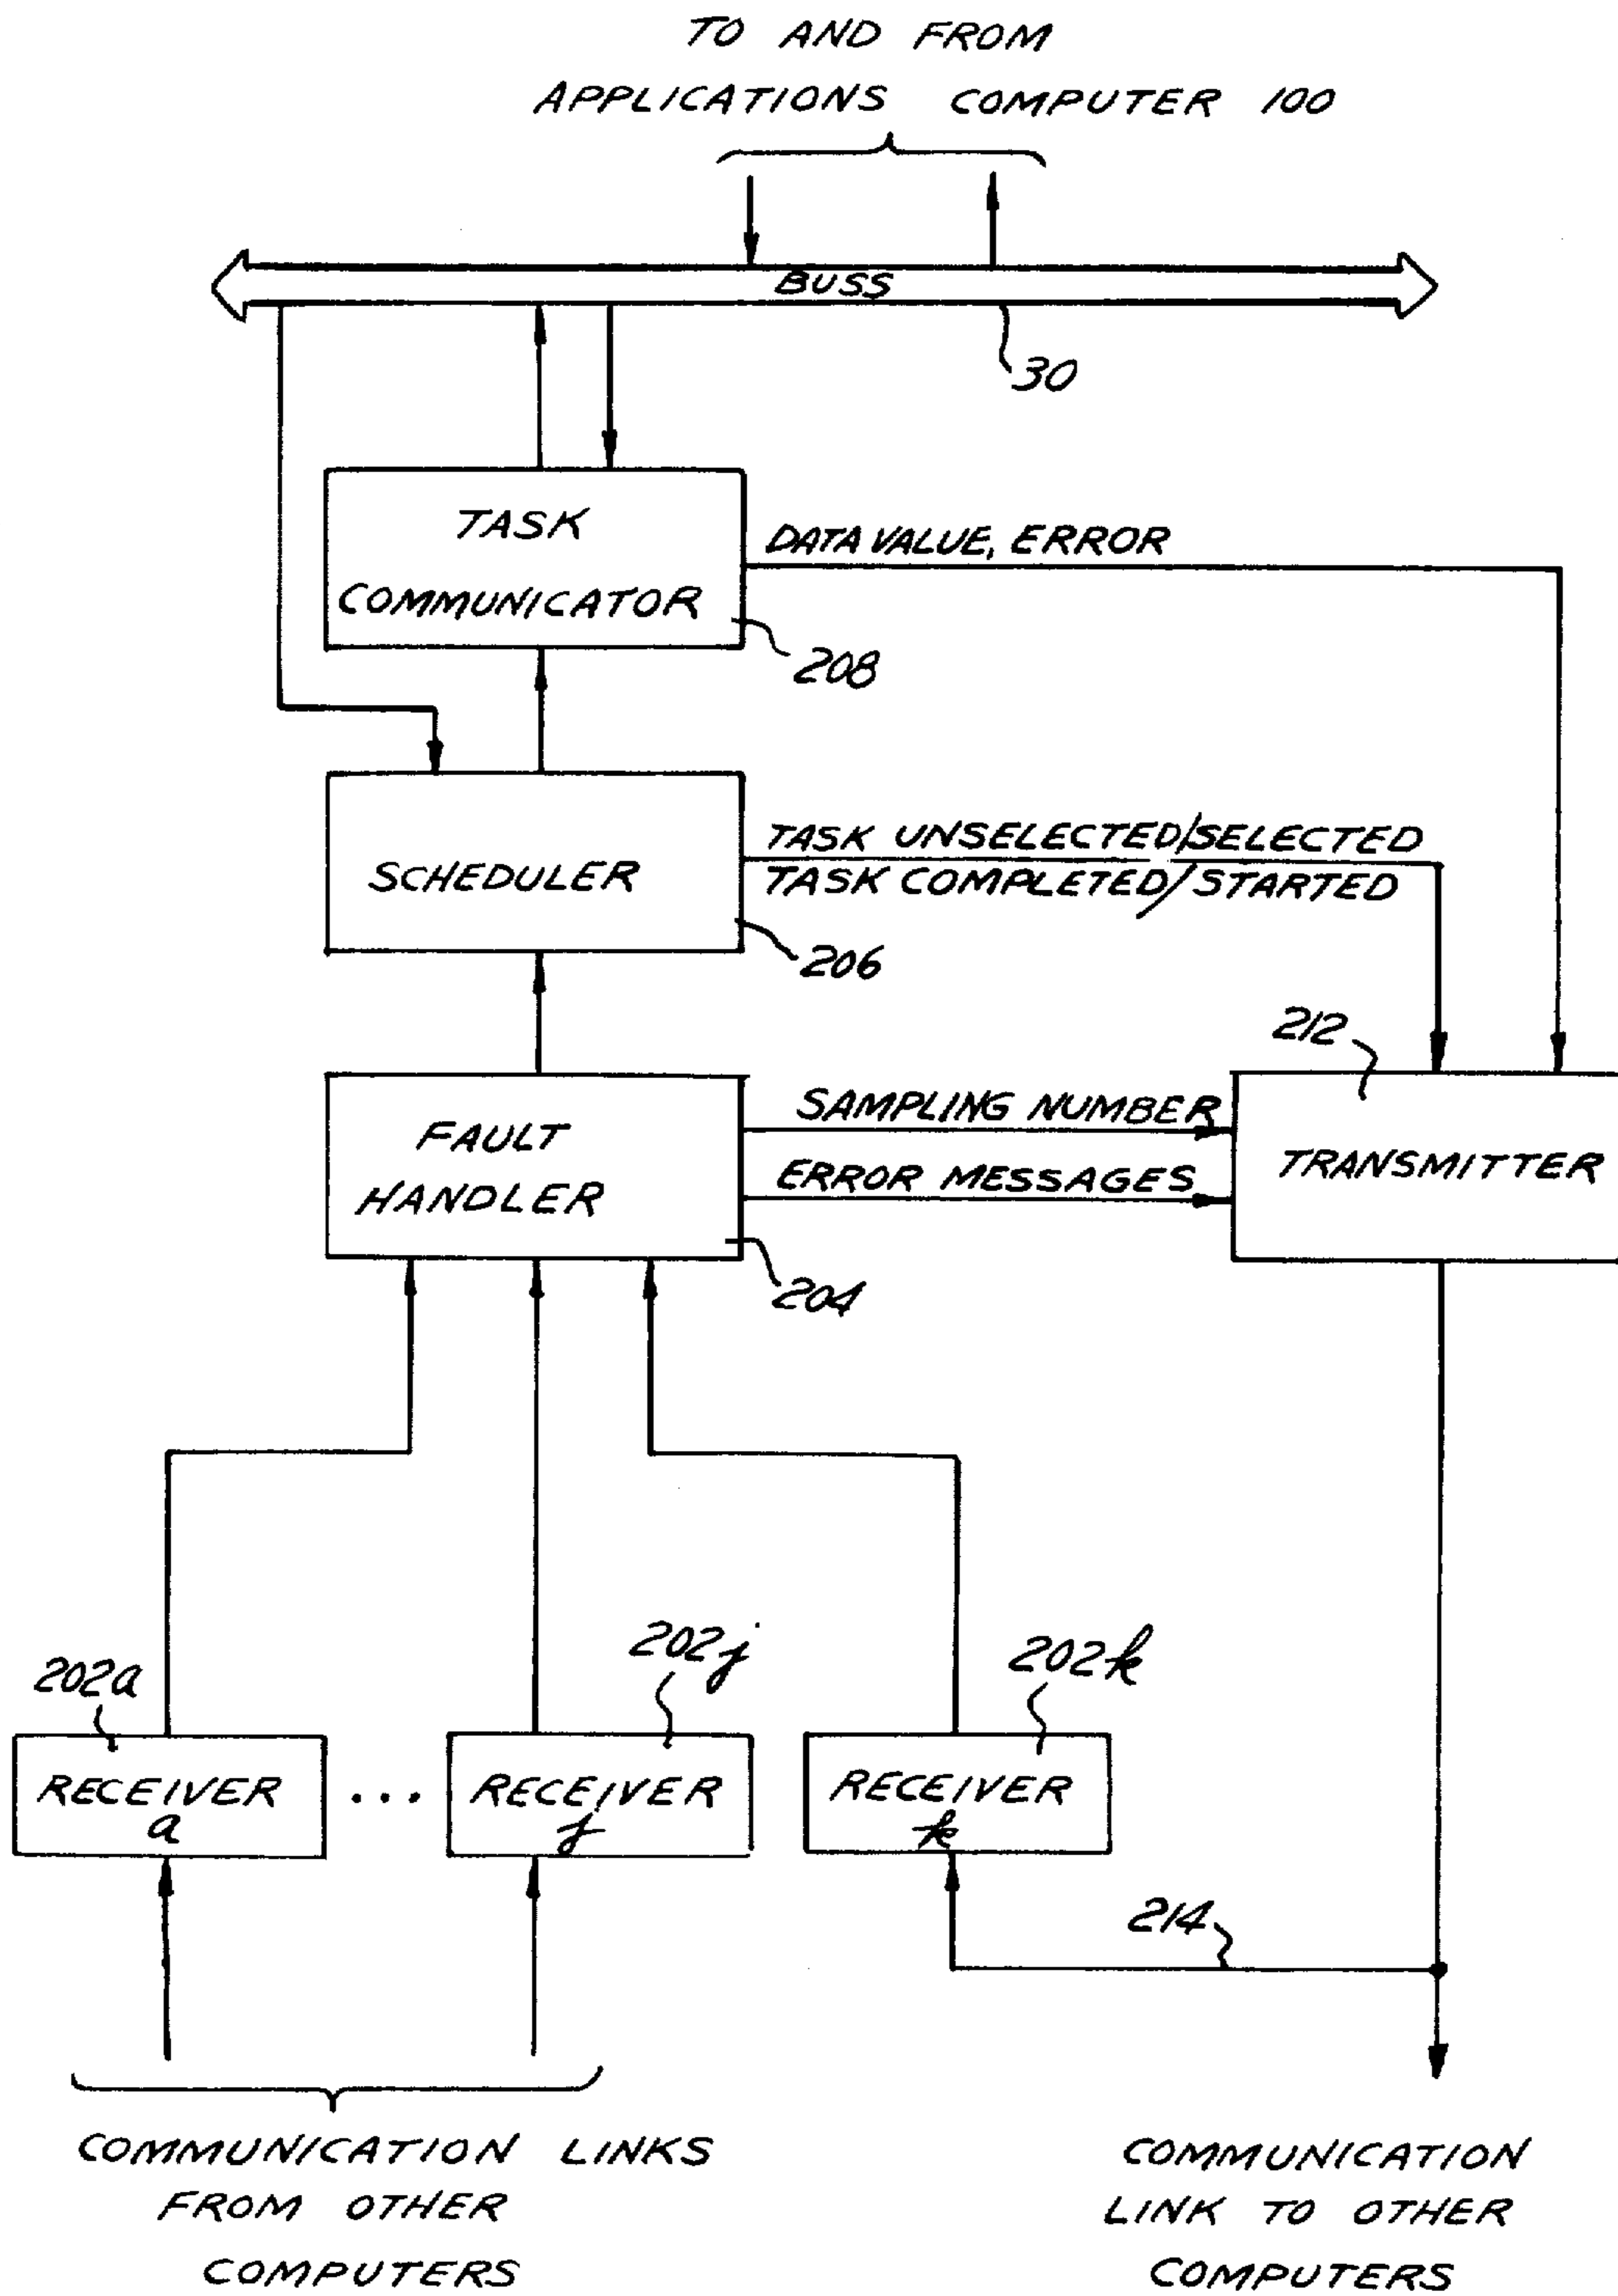 TO AND FROM
APPLICATIONS COMPUTER 100
BUSS
30
TASK
COMMUNICATOR
208
DATA VALUE, ERROR
SCHEDULER
206
TASK UNSELECTED/SELECTED
TASK COMPLETED/STARTED
212
FAULT
HANDLER
204
SAMPLING NUMBER
ERROR MESSAGES
TRANSMITTER
202a
202j
202k
RECEIVER
a
...
RECEIVER
j
RECEIVER
k
214
COMMUNICATION LINKS
FROM OTHER
COMPUTERS
COMMUNICATION
LINK TO OTHER
COMPUTERS